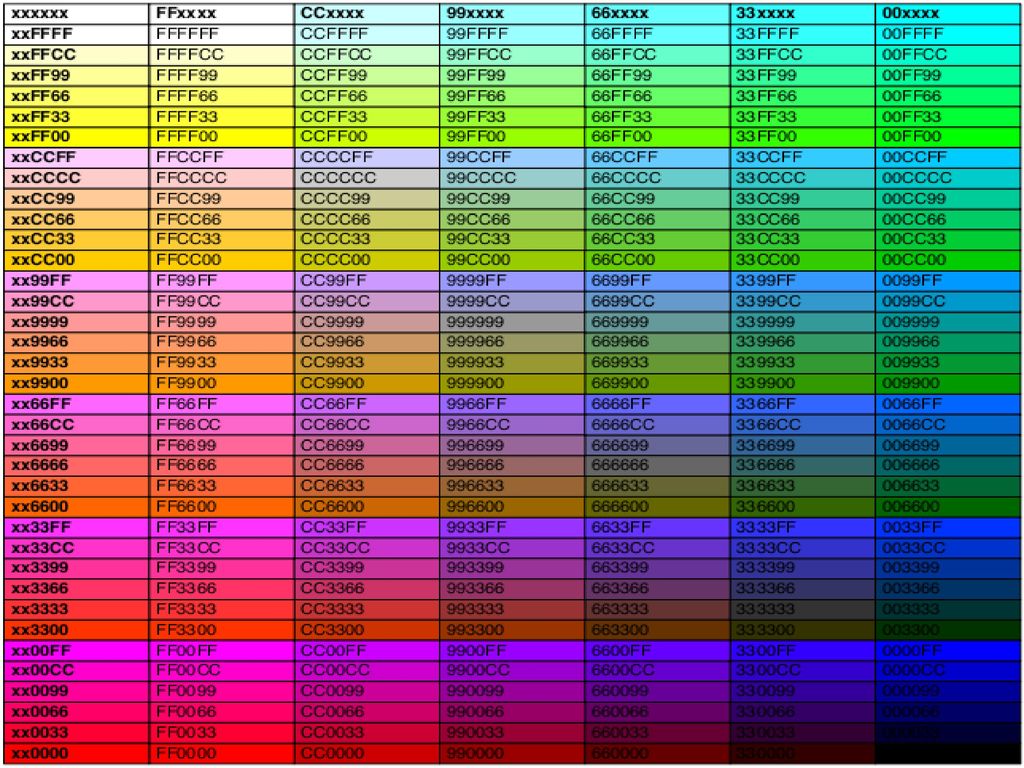 xxxxxx FFxxxx CCxxxx 99xxxx 66xxxx 33xxxx 00xxxx
xxFFFF FFFFFF CCFFFF 99FFFF 66FFFF 33FFFF 00FFFF
xxFFCC FFFFCC CCFFCC 99FFCC 66FFCC 33FFCC 00FFCC
xxFF99 FFFF99 CCFF99 99FF99 66FF99 33FF99 00FF99
xxFF66 FFFF66 CCFF66 99FF66 66FF66 33FF66 00FF66
xxFF33 FFFF33 CCFF33 99FF33 66FF33 33FF33 00FF33
xxFF00 FFFF00 CCFF00 99FF00 66FF00 33FF00 00FF00
xxCCFF FFCCFF CCCCFF 99CCFF 66CCFF 33CCFF 00CCFF
xxCCCC FFCCCC CCCCCC 99CCCC 66CCCC 33CCCC 00CCCC
xxCC99 FFCC99 CCCC99 99CC99 66CC99 33CC99 00CC99
xxCC66 FFCC66 CCCC66 99CC66 66CC66 33CC66 00CC66
xxCC33 FFCC33 CCCC33 99CC33 66CC33 33CC33 00CC33
xxCC00 FFCC00 CCCC00 99CC00 66CC00 33CC00 00CC00
xx99FF FF99FF CC99FF 9999FF 6699FF 3399FF 0099FF
xx99CC FF99CC CC99CC 9999CC 6699CC 3399CC 0099CC
xx9999 FF9999 CC9999 999999 669999 339999 009999
xx9966 FF9966 CC9966 999966 669966 339966 009966
xx9933 FF9933 CC9933 999933 669933 339933 009933
xx9900 FF9900 CC9900 999900 669900 339900 009900
xx66FF FF66FF CC66FF 9966FF 6666FF 3366FF 0066FF
xx66CC FF66CC CC66CC 9966CC 6666CC 3366CC 0066CC
xx6699 FF6699 CC6699 996699 666699 336699 006699
xx6666 FF6666 CC6666 996666 666666 336666 006666
xx6633 FF6633 CC6633 996633 666633 336633 006633
xx6600 FF6600 CC6600 996600 666600 336600 006600
xx33FF FF33FF CC33FF 9933FF 6633FF 3333FF 0033FF
xx33CC FF33CC CC33CC 9933CC 6633CC 3333CC 0033CC
xx3399 FF3399 CC3399 993399 663399 333399 003399
xx3366 FF3366 CC3366 993366 663366 333366 003366
xx3333 FF3333 CC3333 993333 663333 333333 003333
xx3300 FF3300 CC3300 993300 663300 333300 003300
xx00FF FF00FF CC00FF 9900FF 6600FF 3300FF 0000FF
xx00CC FF00CC CC00CC 9900CC 6600CC 3300CC 0000CC
xx0099 FF0099 CC0099 990099 660099 330099 000099
xx0066 FF0066 CC0066 990066 660066 330066 000066
xx0033 FF0033 CC0033 990033 660033 330033 000033
xx0000 FF0000 CC0000 990000 660000 330000